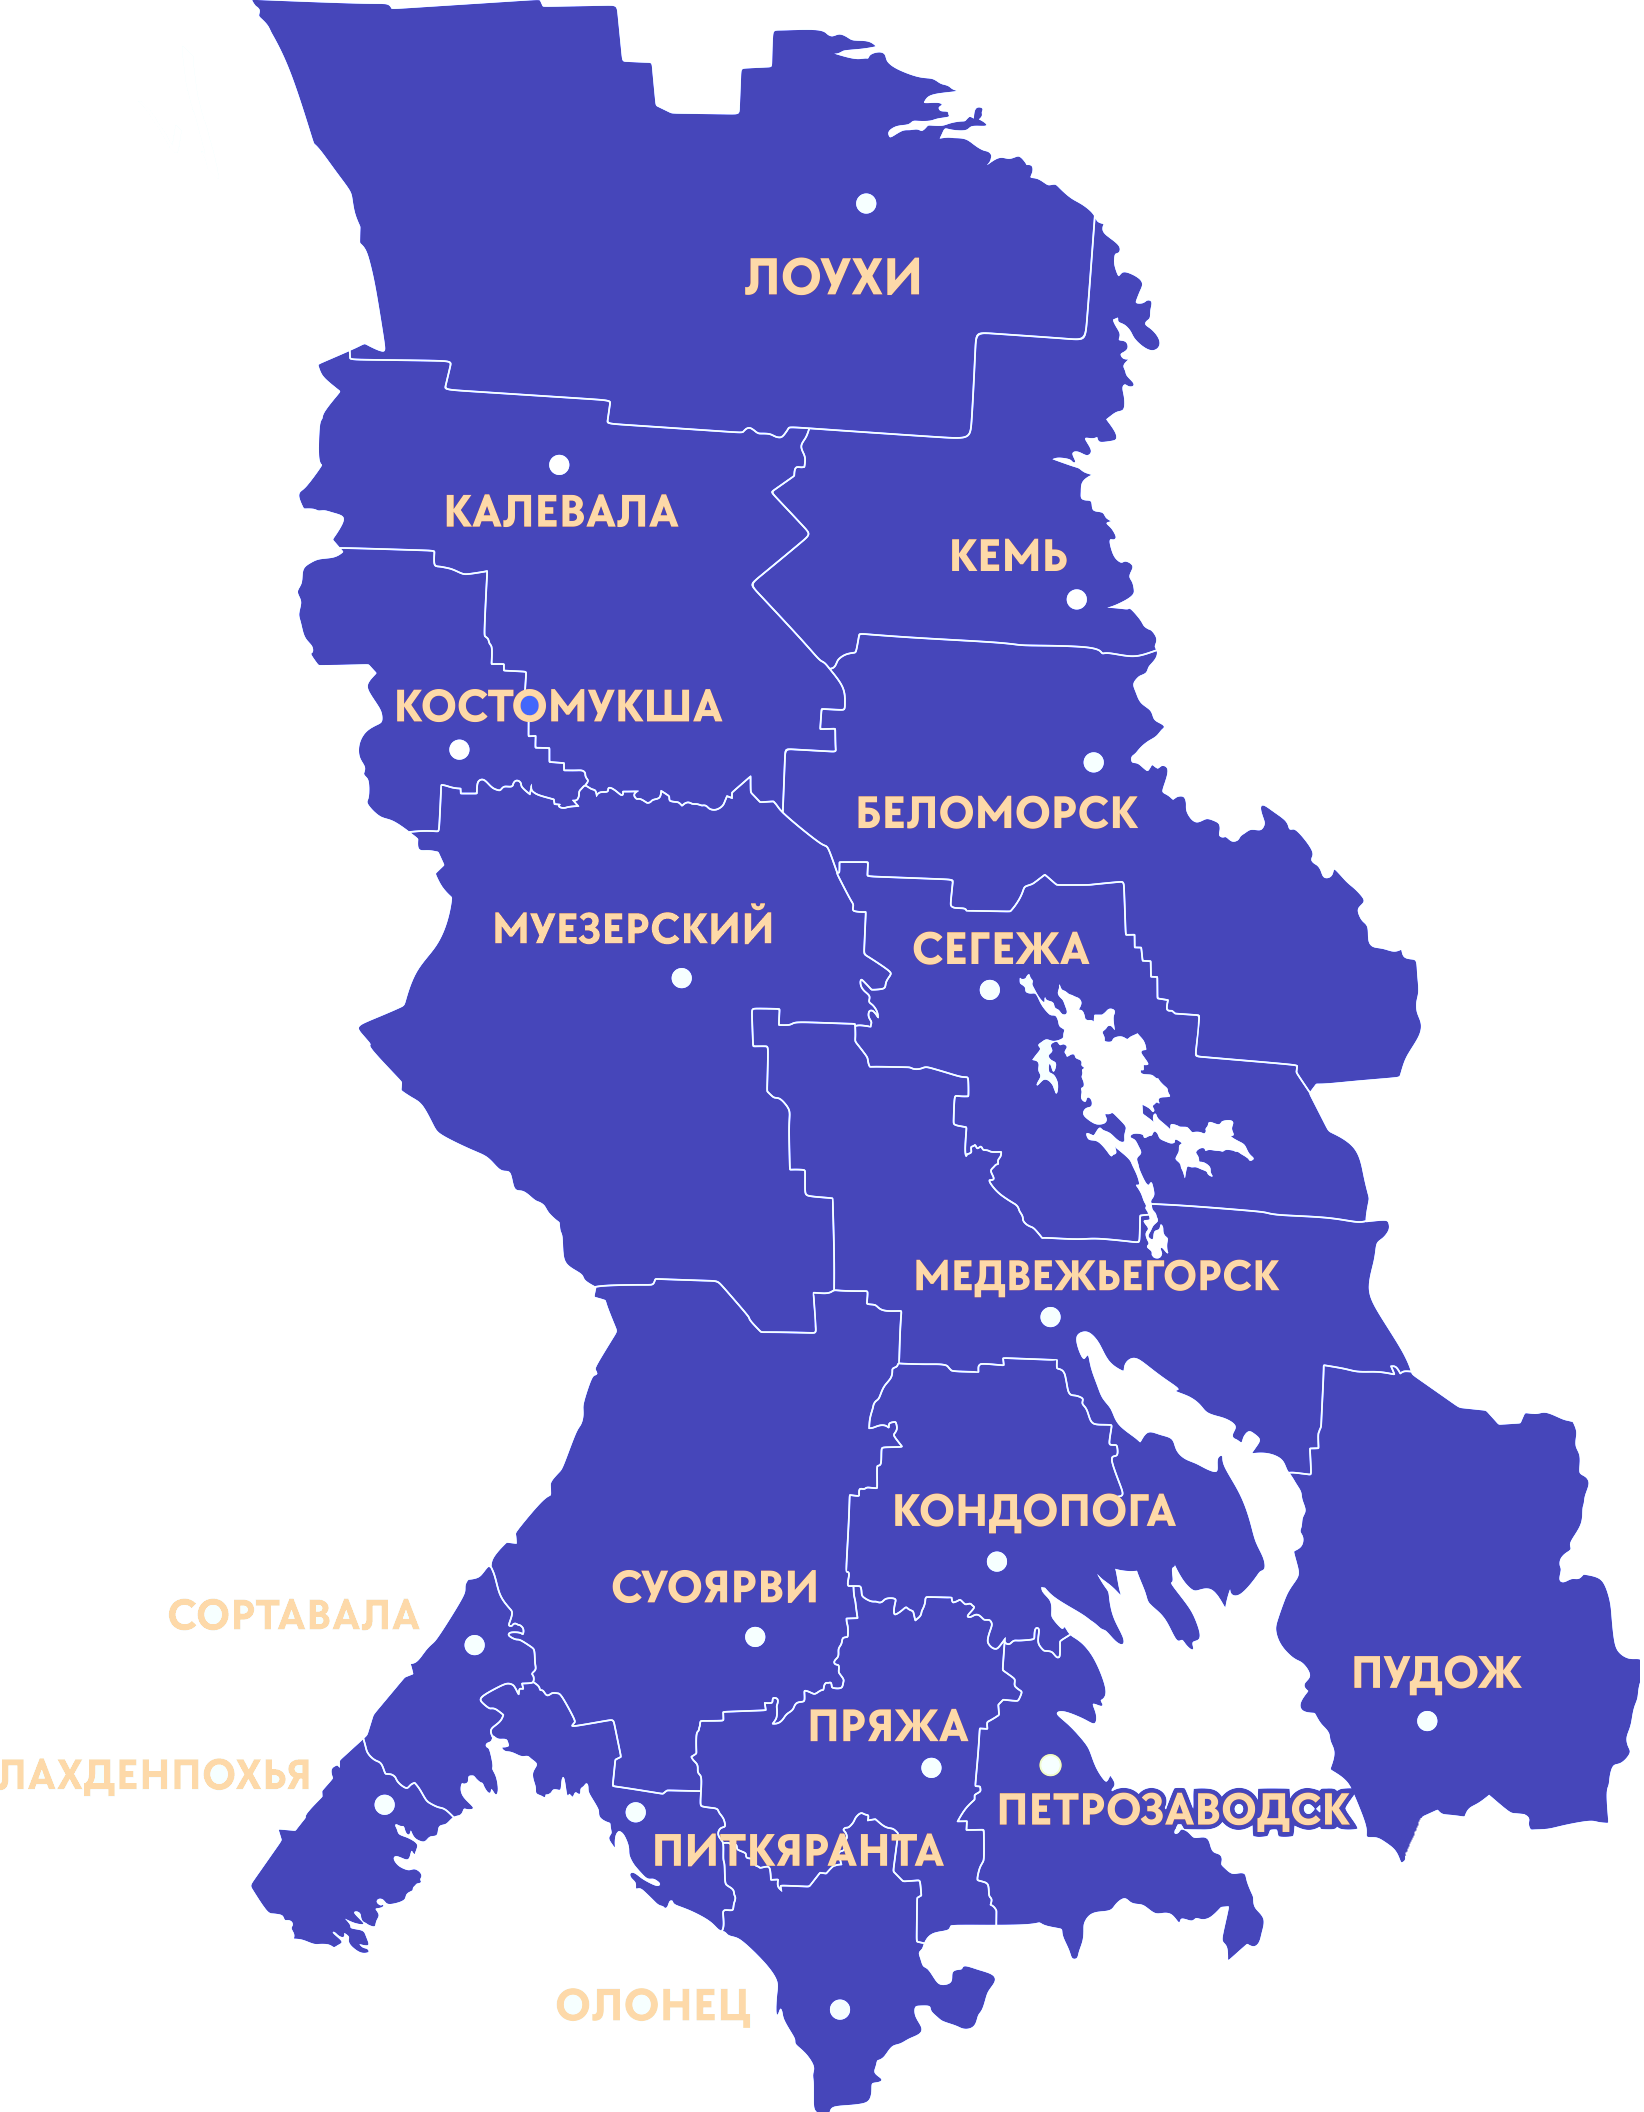 ЛОУХИ
КАЛЕВАЛА
КЕМЬ
КОСТОМУКША
БЕЛОМОРСК
МУЕЗЕРСКИЙ
СЕГЕЖА
МЕДВЕЖЬЕГОРСК
КОНДОПОГА
СУОЯРВИ
СОРТАВАЛА
ПУДОЖ
ПРЯЖА
ЛАХДЕНПОХЬЯ
ПЕТРОЗАВОДСК
ПИТКЯРАНТА
ОЛОНЕЦ